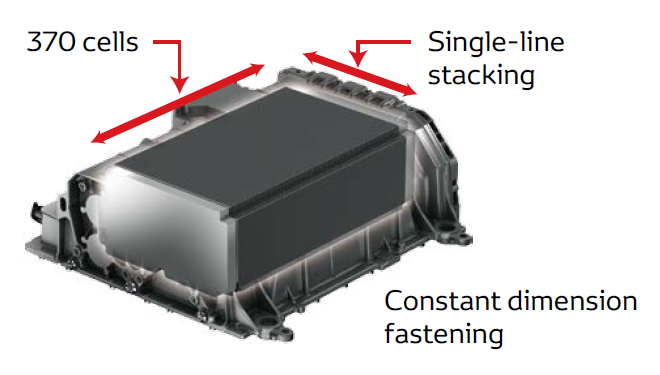 370 cells
Single-line
stacking
Constant dimension
fastening